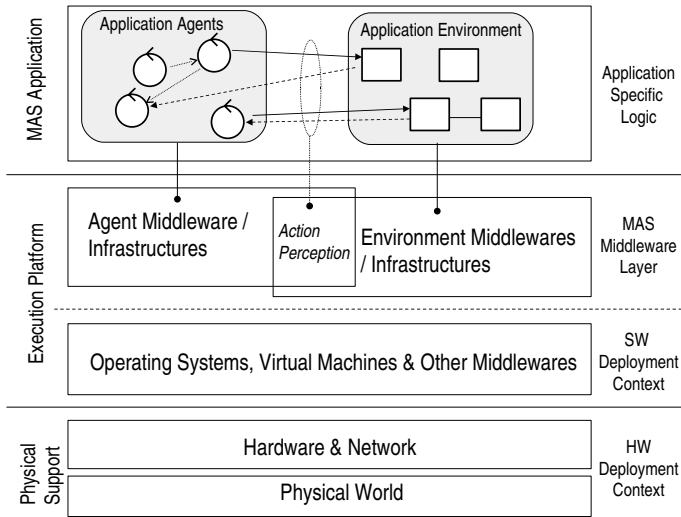 Application Agents
Application Environment
MAS Application
Application
Specific
Logic
Agent Middleware /
Infrastructures
Action
Perception
Environment Middlewares
/ Infrastructures
MAS
Middleware
Layer
Execution Platform
Operating Systems, Virtual Machines & Other Middlewares
SW
Deployment
Context
Physical
Support
Hardware & Network
Physical World
HW
Deployment
Context